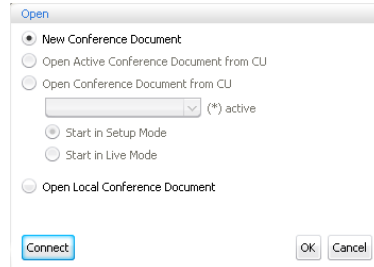 Open
New Conference Document
Open Active Conference Document from CU
Open Conference Document from CU
(*) active
Start in Setup Mode
Start in Live Mode
Open Local Conference Document
Connect OK Cancel